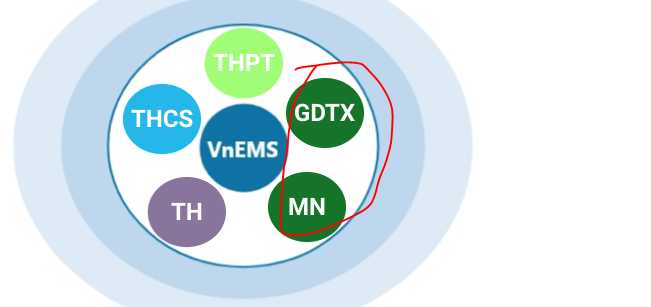 THPT
THCS
GDTX
VnEMS
TH
MN